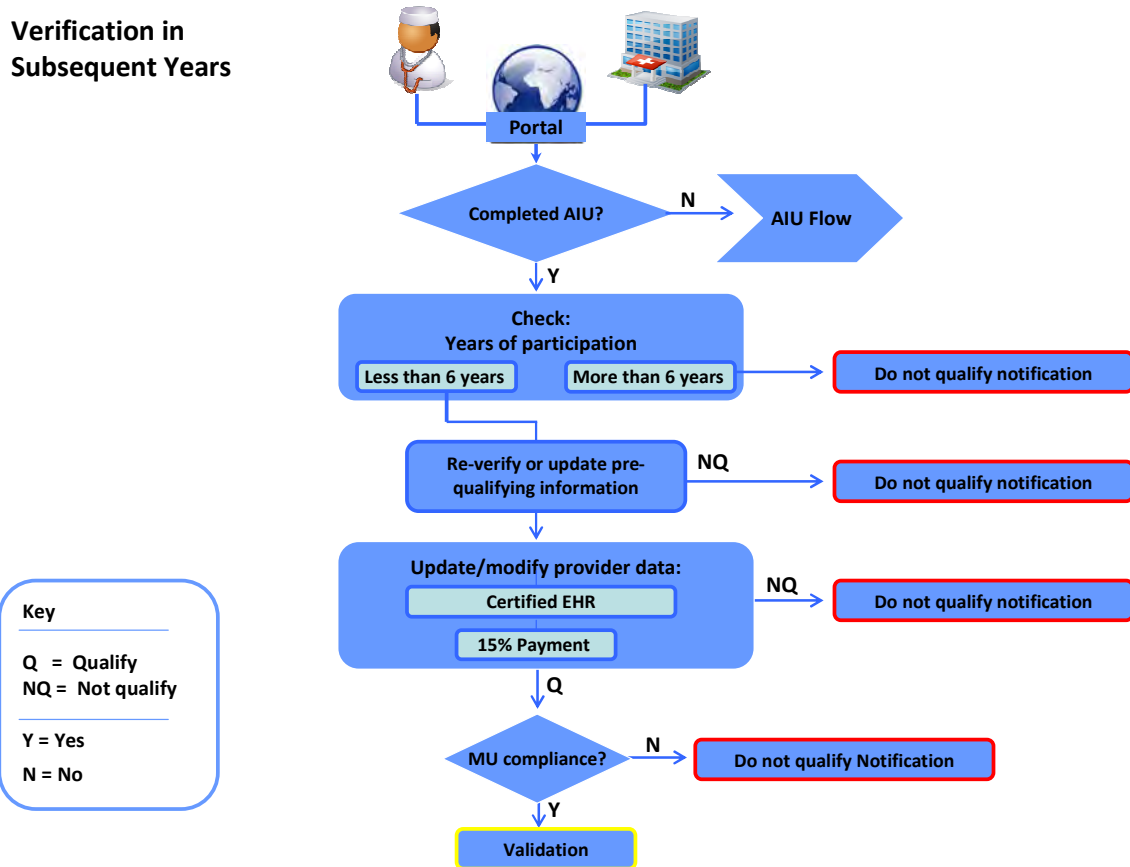 Verification in
Subsequent Years
Portal
Completed AIU?
N
AIU Flow
Y
Check:
Years of participation
Less than 6 years
More than 6 years
Do not qualify notification
Re-verify or update pre-
qualifying information
NQ
Do not qualify notification
Update/modify provider data:
Certified EHR
15% Payment
NQ
Do not qualify notification
Q
MU compliance?
N
Do not qualify Notification
Y
Validation
Key
Q = Qualify
NQ = Not qualify
Y = Yes
N = No